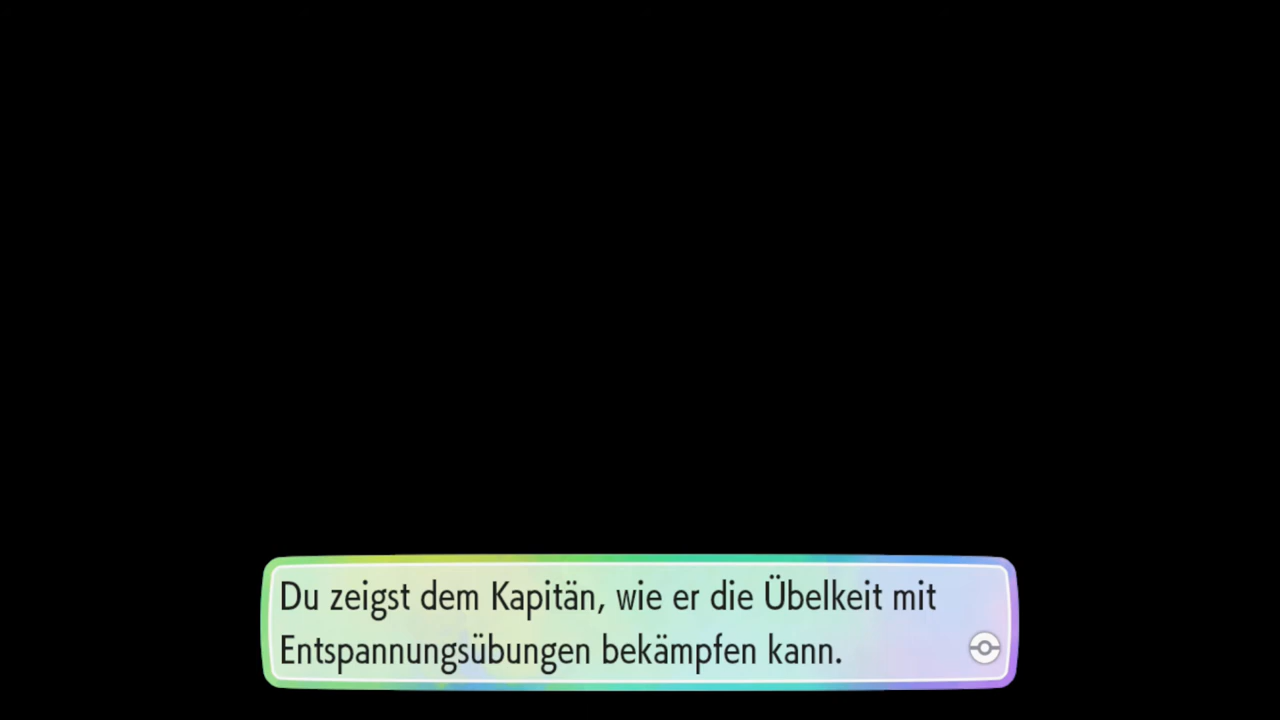 Du zeigst dem Kapitän, wie er die Übelkeit mit
Entspannungsübungen bekämpfen kann.